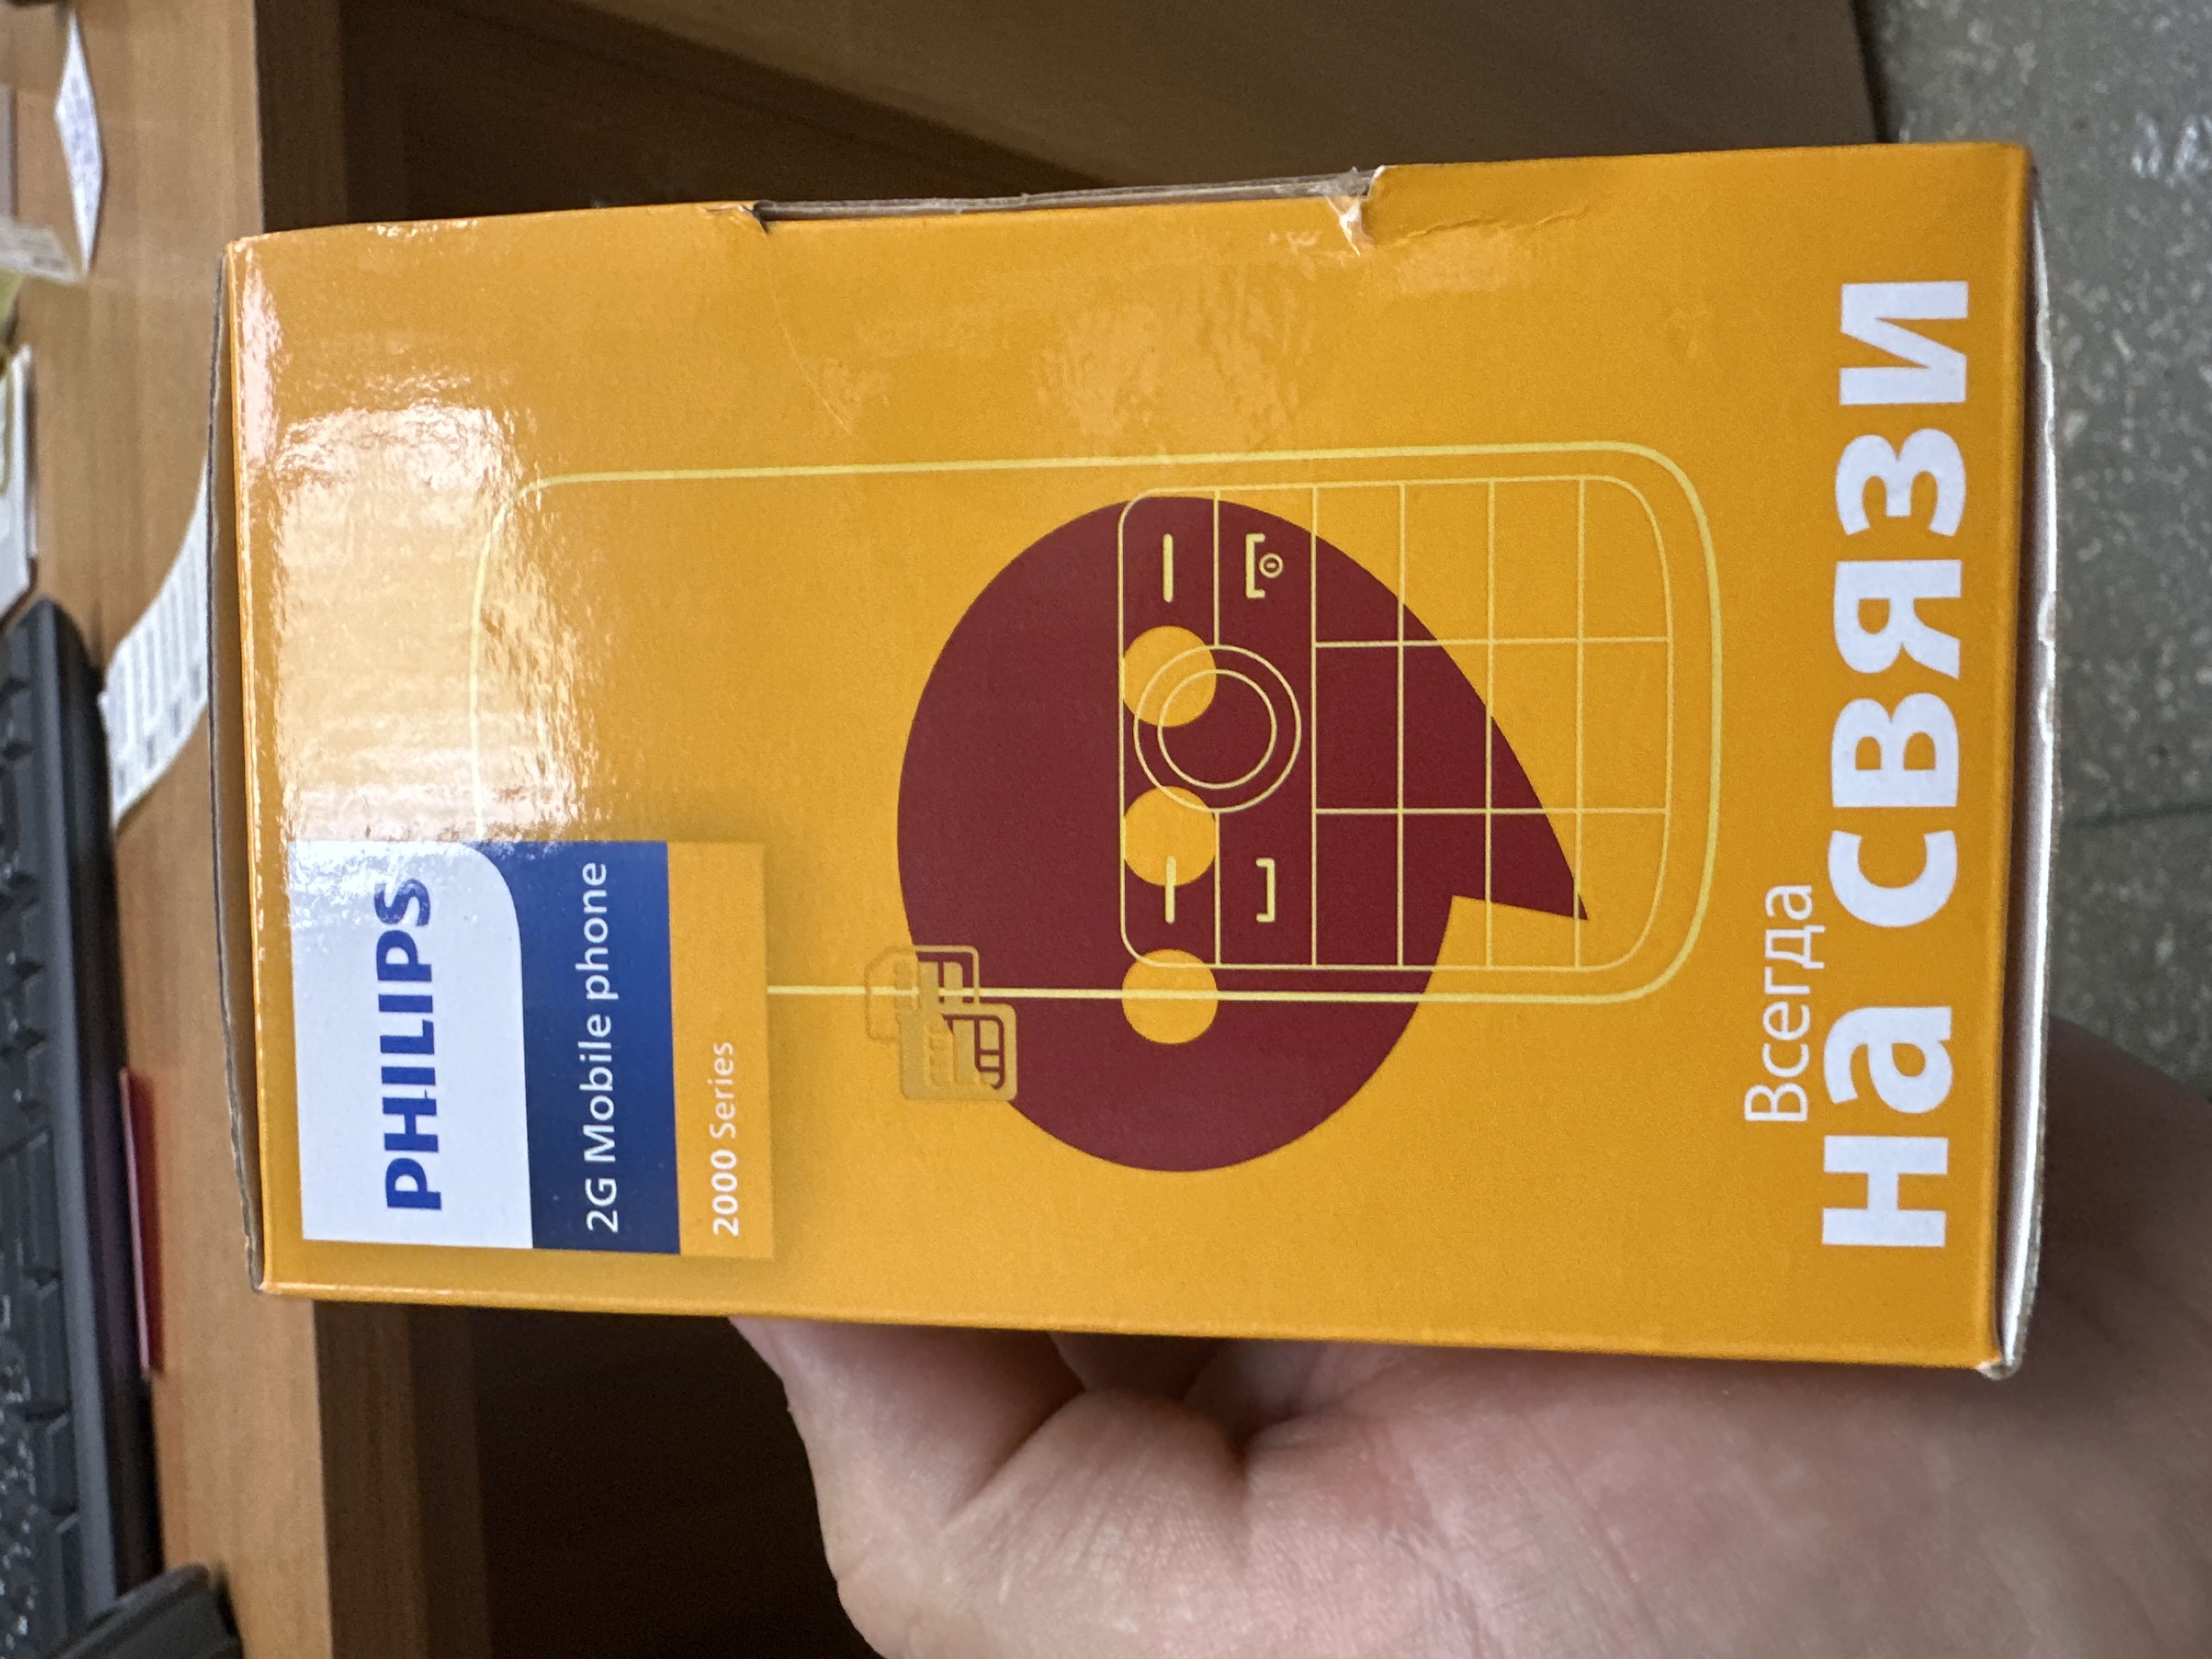 PHILIPS
2G Mobile phone
2000 Series
Всегда
на связи